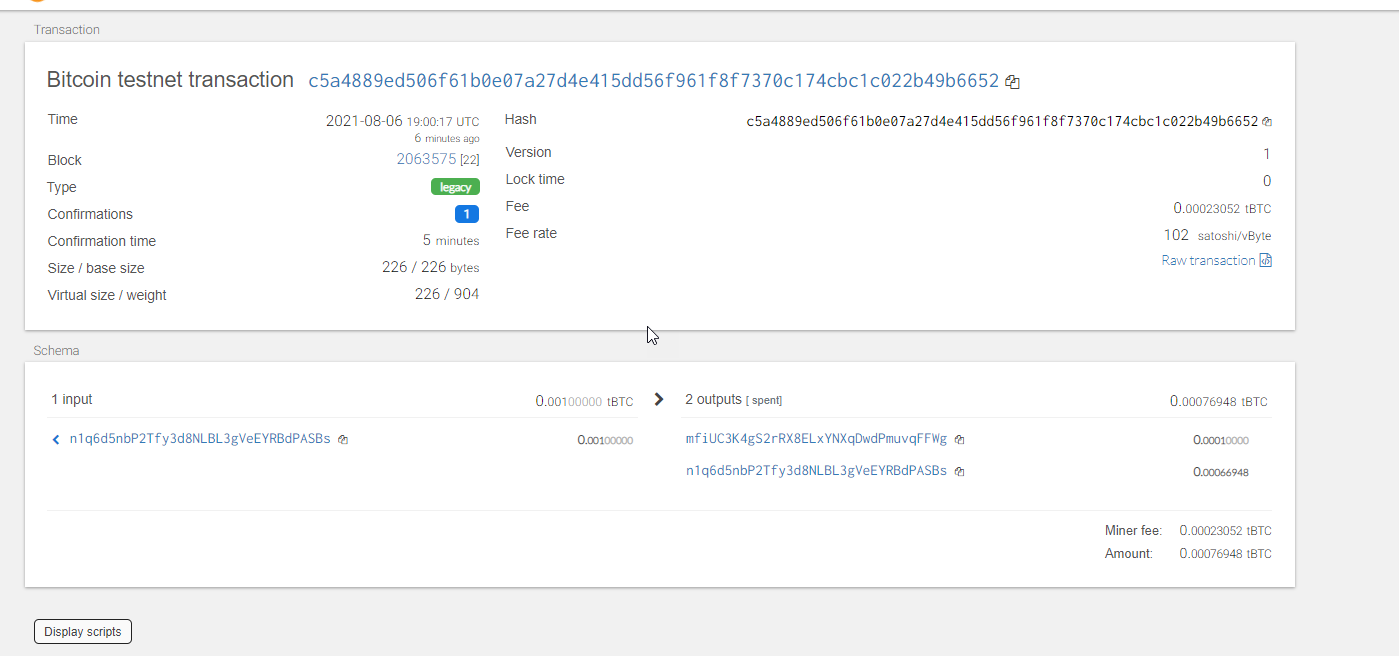 Transaction
Bitcoin testnet transaction c5a4889ed506f61b0e07a27d4e415dd56f961f8f7370c174cbc1c022b49b6652
Time 2021-08-06 19:00:17 UTC
6 minutes ago
Block 2063575 [22]
Type legacy
Confirmations 1
Confirmation time 5 minutes
Size / base size 226 / 226 bytes
Virtual size / weight 226 / 904
Hash c5a4889ed506f61b0e07a27d4e415dd56f961f8f7370c174cbc1c022b49b6652
Version 1
Lock time 0
Fee 0.00023052 tBTC
Fee rate 102 satoshi/vByte
Raw transaction
Schema
1 input 0.00100000 tBTC
n1q6d5nbP2Tfy3d8NLBL3gVeEYRBdPASBs 0.00100000
2 outputs [ spent] 0.00076948 tBTC
mfiUC3K4gS2rRX8ELxYNXqDwdPmuvqFFWg 0.00010000
n1q6d5nbP2Tfy3d8NLBL3gVeEYRBdPASBs 0.00066948
Miner fee: 0.00023052 tBTC
Amount: 0.00076948 tBTC
Display scripts